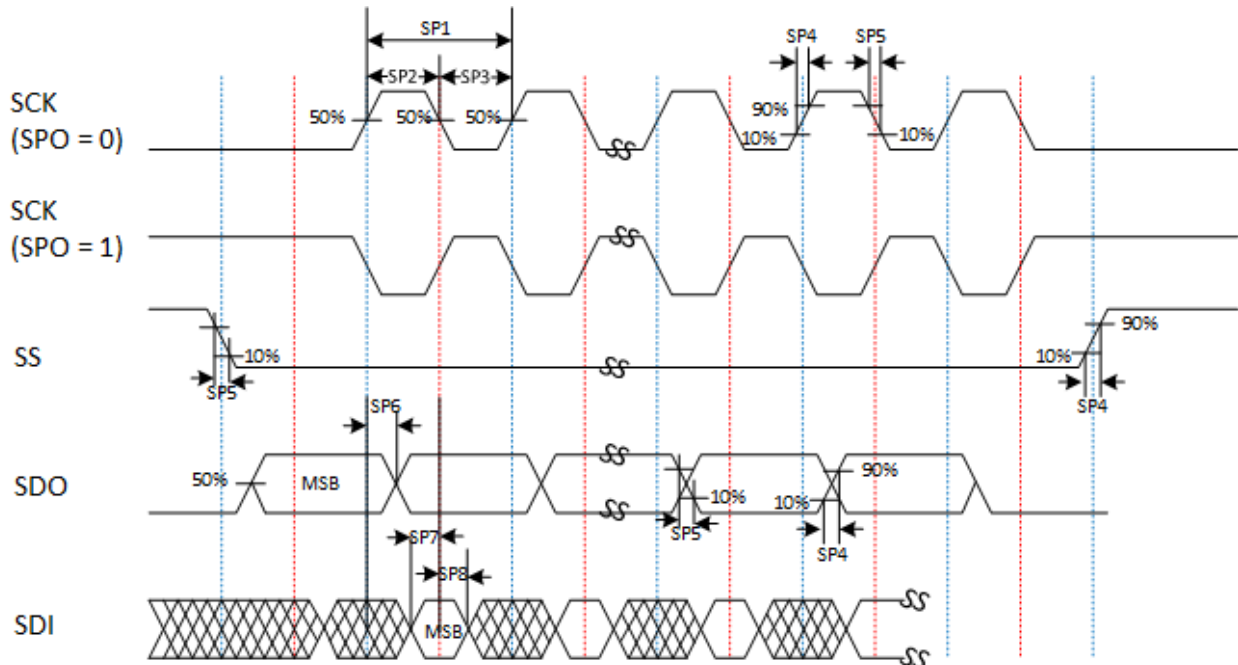 SP1
SP4 SP5
SP2 SP3
SCK
(SPO = 0)
50% 50% 50% 90%
10% 10%
SCK
(SPO = 1)
SS
90%
10% 10%
SP5 SP4
SP6
SDO
50% MSB 10% 10% 90%
SP5 SP4
SP7
SP8
SDI
MSB